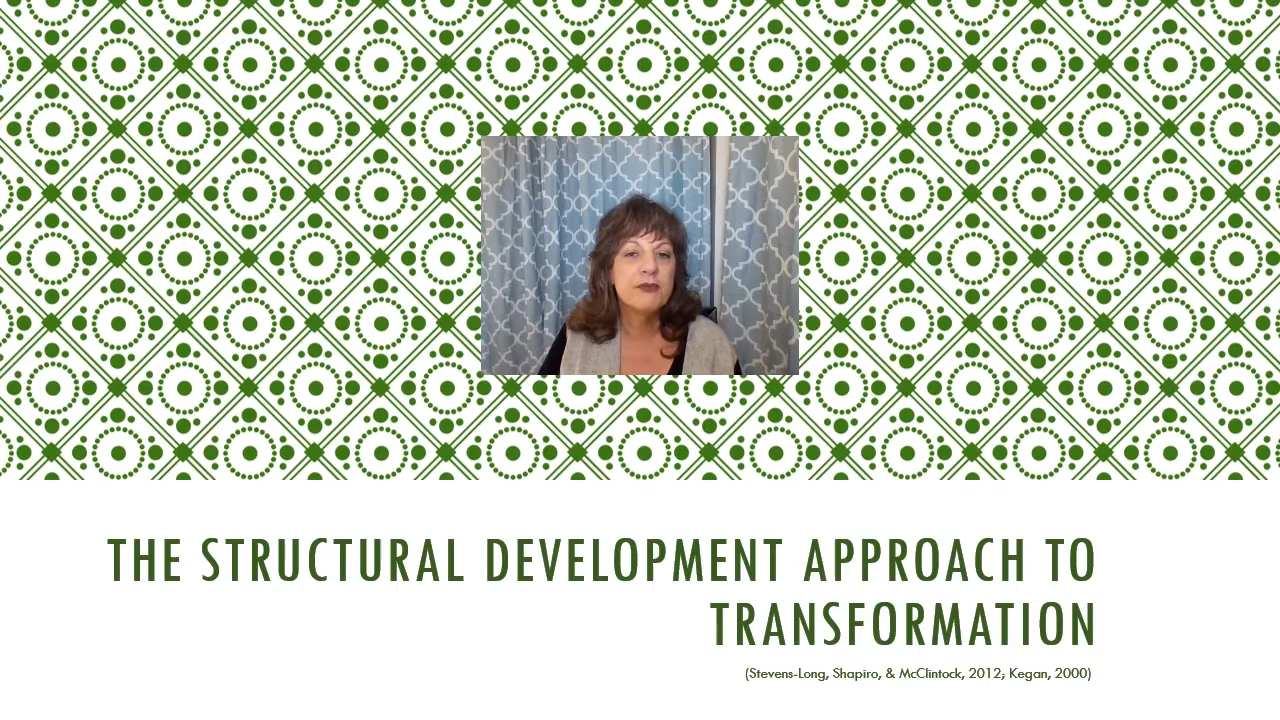 THE STRUCTURAL DEVELOPMENT APPROACH TO
TRANSFORMATION
(Stevens-Long, Shapiro, & McClintock, 2012; Kegan, 2000)